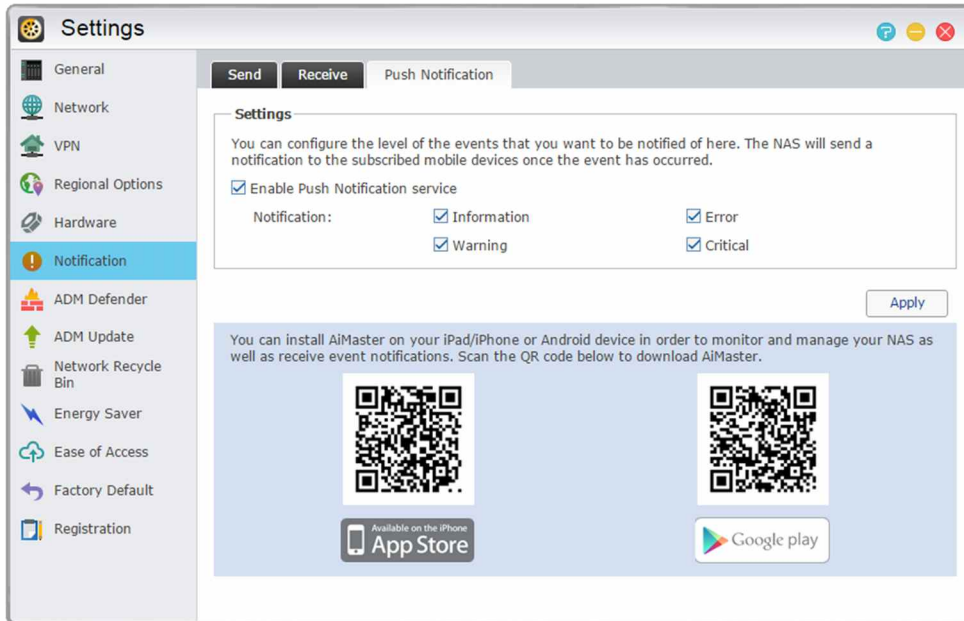 Settings
General
Network
VPN
Regional Options
Hardware
Notification
ADM Defender
ADM Update
Network Recycle
Bin
Energy Saver
Ease of Access
Factory Default
Registration
Send Receive Push Notification
Settings
You can configure the level of the events that you want to be notified of here. The NAS will send a
notification to the subscribed mobile devices once the event has occurred.
Enable Push Notification service
Notification: Information Error
Warning Critical
Apply
You can install AiMaster on your iPad/iPhone or Android device in order to monitor and manage your NAS as
well as receive event notifications. Scan the QR code below to download AiMaster.
Available on the iPhone
App Store
Google play